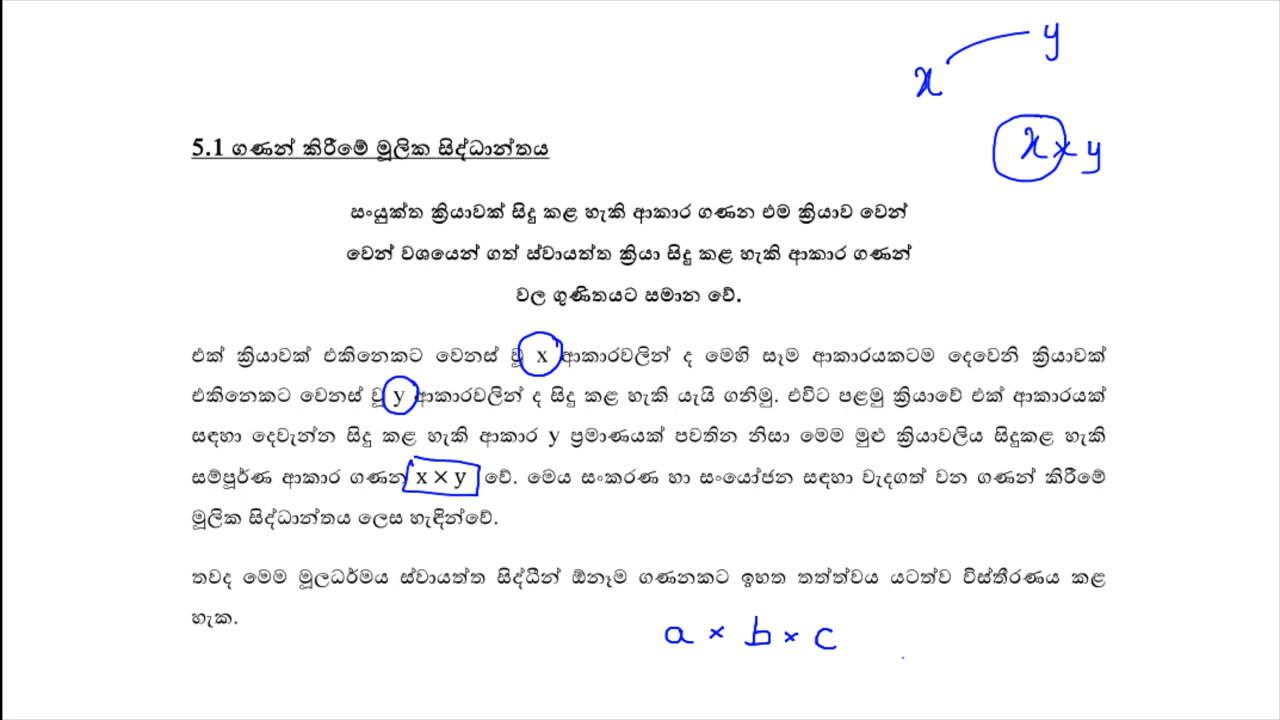 y
x
x × y
5.1 ගණන් කිරීමේ මූලික සිද්ධාන්තය
සංයුක්ත ක්‍රියාවක් සිදු කළ හැකි ආකාර ගණන එම ක්‍රියාව වෙන්
වෙන් වශයෙන් ගත් ස්වායත්ත ක්‍රියා සිදු කළ හැකි ආකාර ගණන්
වල ගුණිතයට සමාන වේ.
එක් ක්‍රියාවක් එකිනෙකට වෙනස් වූ x ආකාරවලින් ද මෙහි සෑම ආකාරයකටම දෙවෙනි ක්‍රියාවක්
එකිනෙකට වෙනස් වූ y ආකාරවලින් ද සිදු කළ හැකි යැයි ගනිමු. එවිට පළමු ක්‍රියාවේ එක් ආකාරයක්
සඳහා දෙවැන්න සිදු කළ හැකි ආකාර y ප්‍රමාණයක් පවතින නිසා මෙම මුළු ක්‍රියාවලිය සිදුකළ හැකි
සම්පූර්ණ ආකාර ගණන x × y වේ. මෙය සංකරණ හා සංයෝජන සඳහා වැදගත් වන ගණන් කිරීමේ
මූලික සිද්ධාන්තය ලෙස හැඳින්වේ.
තවද මෙම මූලධර්මය ස්වායත්ත සිද්ධීන් ඕනෑම ගණනකට ඉහත තත්ත්වය යටත්ව විස්තීරණය කළ
හැක.
a × b × c